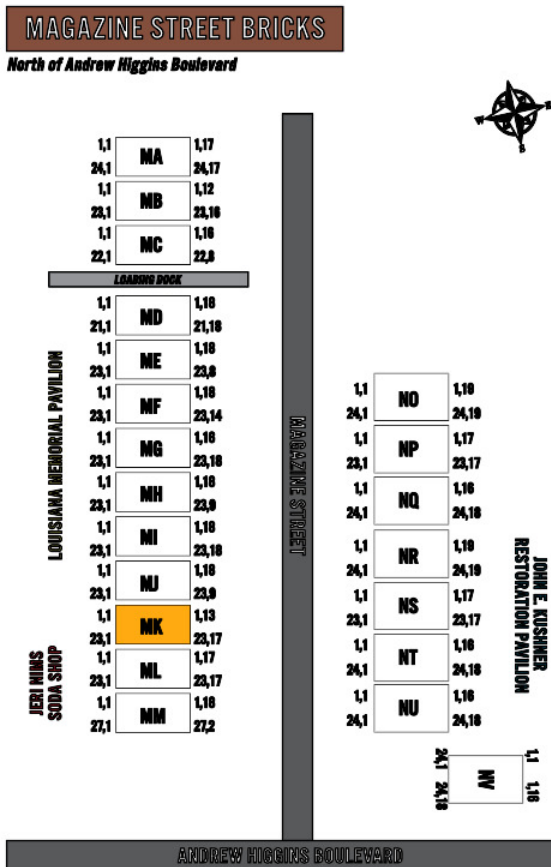 MAGAZINE STREET BRICKS
North of Andrew Higgins Boulevard
N
W
E
S
1,1 MA 1,17
24,1 24,17
1,1 MB 1,12
23,1 23,16
1,1 MC 1,16
22,1 22,8
LOADING DOCK
1,1 MD 1,18
21,1 21,18
1,1 ME 1,18
23,1 23,8
1,1 MF 1,18
23,1 23,14
1,1 MG 1,16
23,1 23,18
1,1 MH 1,18
23,1 23,9
1,1 MI 1,18
23,1 23,18
1,1 MJ 1,18
23,1 23,9
1,1 MK 1,13
23,1 23,17
1,1 ML 1,17
23,1 23,17
1,1 MM 1,18
27,1 27,2
LOUISIANA MEMORIAL PAVILION
JERI NIMS
SODA SHOP
MAGAZINE STREET
1,1 NO 1,19
24,1 24,19
1,1 NP 1,17
23,1 23,17
1,1 NQ 1,16
24,1 24,18
1,1 NR 1,19
24,1 24,19
1,1 NS 1,17
23,1 23,17
1,1 NT 1,16
24,1 24,18
1,1 NU 1,16
24,1 24,18
JOHN E. KUSHNER
RESTORATION PAVILION
24,1 NV 1,1
24,18 1,16
ANDREW HIGGINS BOULEVARD